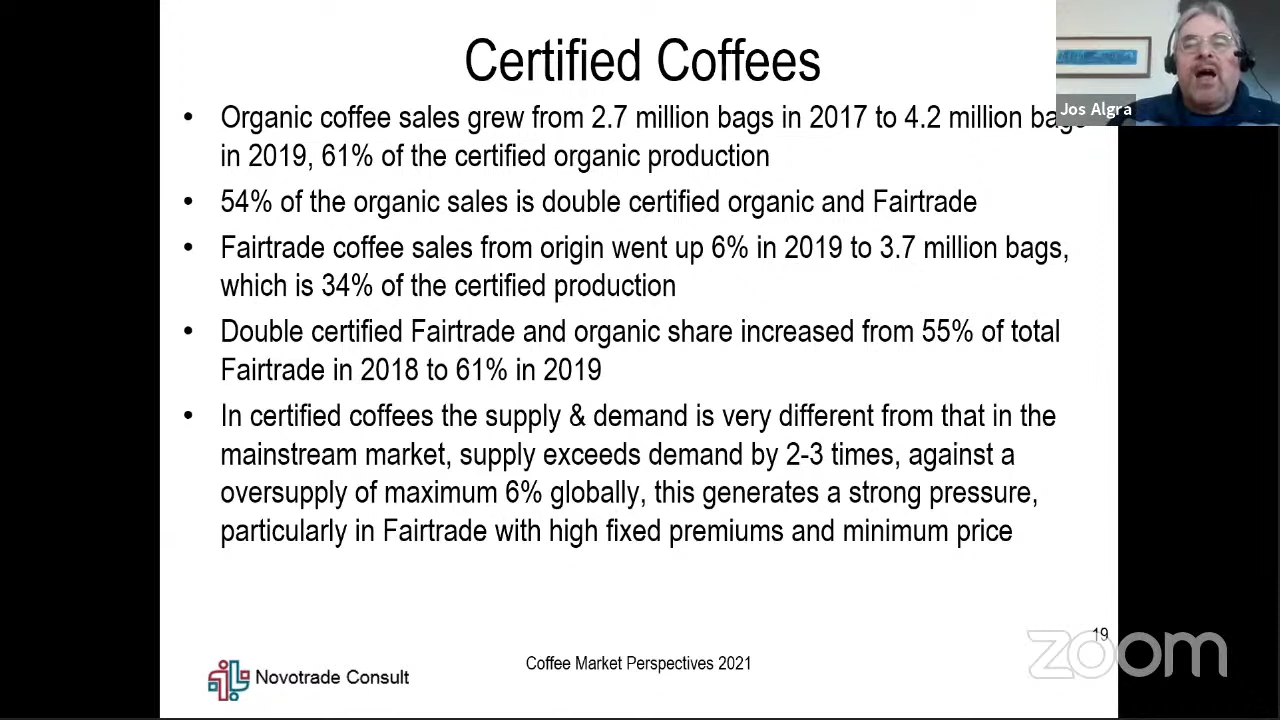 Certified Coffees
• Organic coffee sales grew from 2.7 million bags in 2017 to 4.2 million bags
in 2019, 61% of the certified organic production
• 54% of the organic sales is double certified organic and Fairtrade
• Fairtrade coffee sales from origin went up 6% in 2019 to 3.7 million bags,
which is 34% of the certified production
• Double certified Fairtrade and organic share increased from 55% of total
Fairtrade in 2018 to 61% in 2019
• In certified coffees the supply & demand is very different from that in the
mainstream market, supply exceeds demand by 2-3 times, against a
oversupply of maximum 6% globally, this generates a strong pressure,
particularly in Fairtrade with high fixed premiums and minimum price
Jos Algra
19
Novotrade Consult
Coffee Market Perspectives 2021
zoom